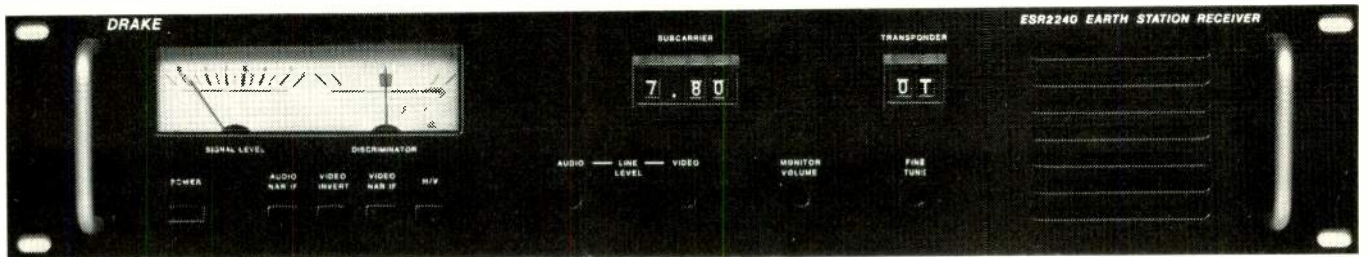 DRAKE
ESR2240 EARTH STATION RECEIVER
SUBCARRIER
TRANSPONDER
7.80
0T
SIGNAL LEVEL
DISCRIMINATOR
AUDIO — LINE LEVEL — VIDEO
MONITOR VOLUME
FINE TUNE
POWER
AUDIO NAR IF
VIDEO INVERT
VIDEO NAR IF
H/V